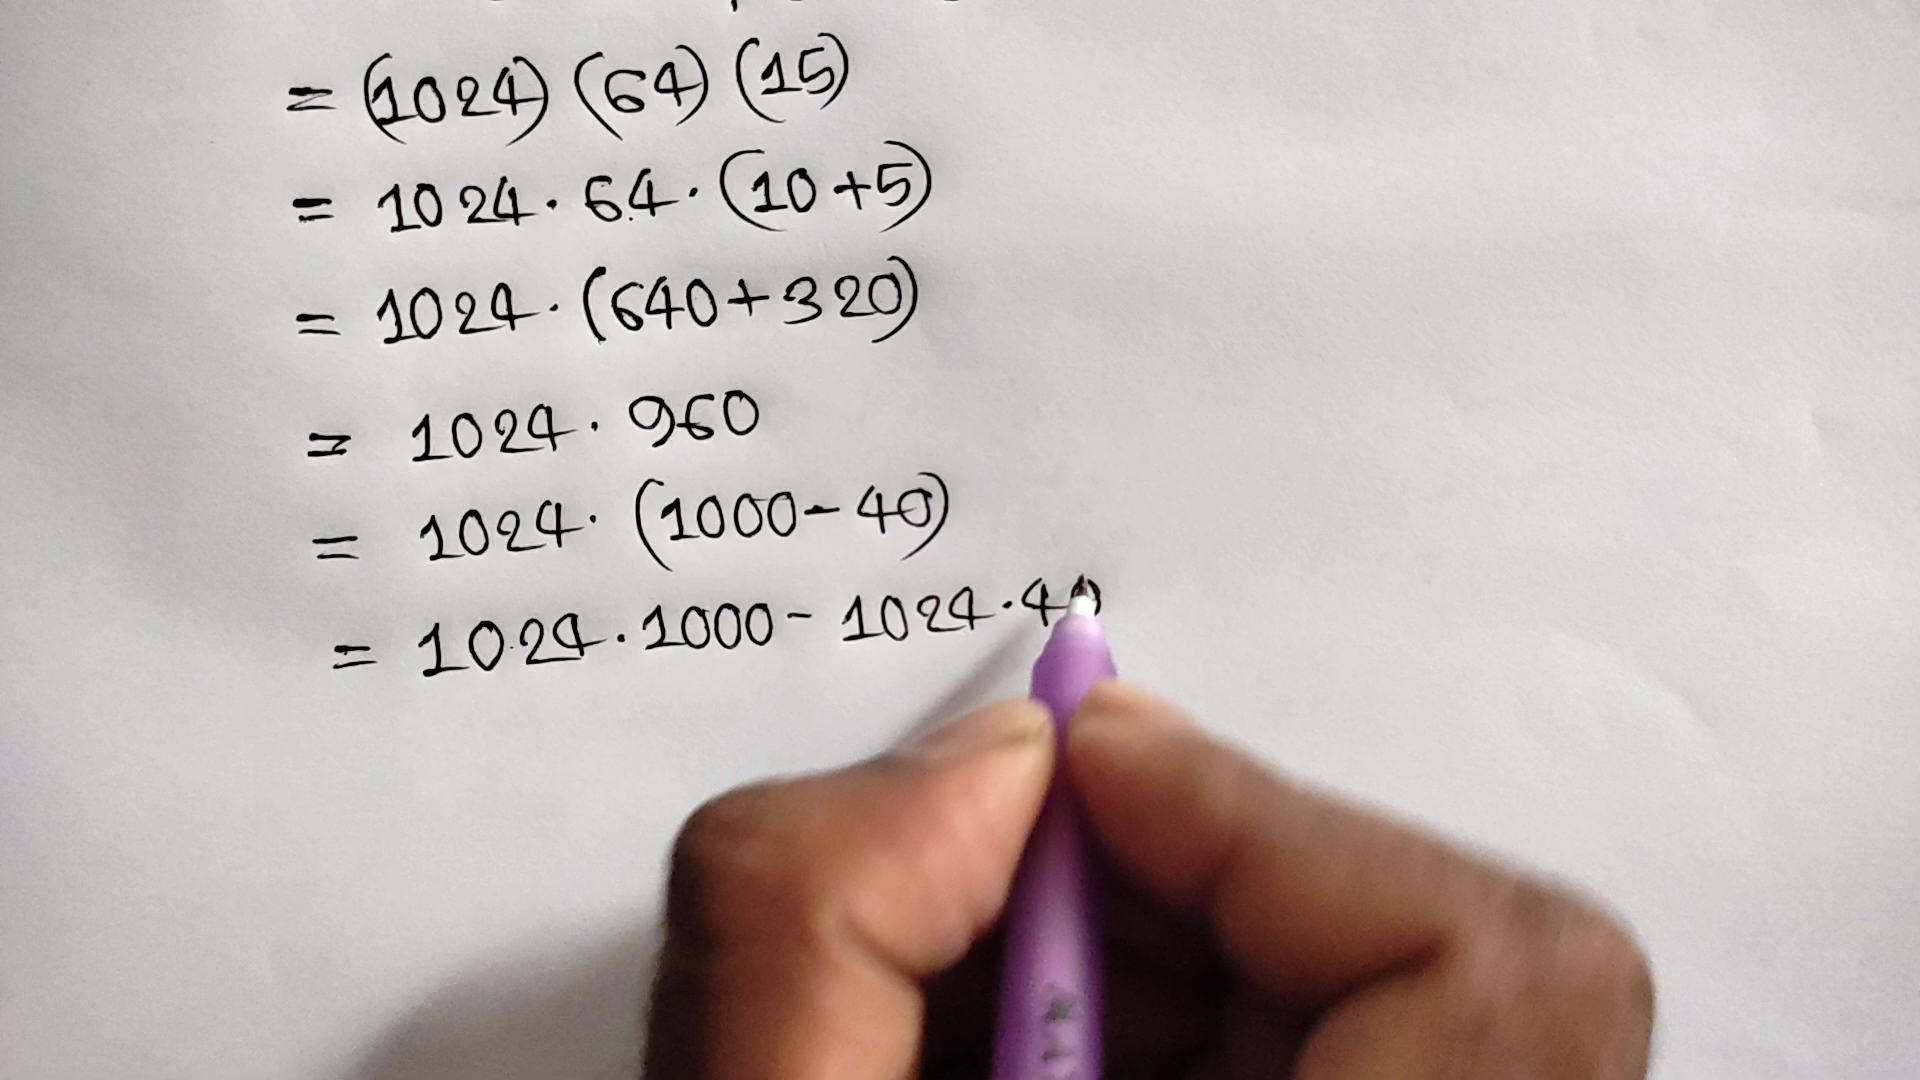 = (1024) (64) (15)
= 1024 · 64 · (10+5)
= 1024 · (640+320)
= 1024 · 960
= 1024 · (1000-40)
= 1024 · 1000 - 1024 · 40